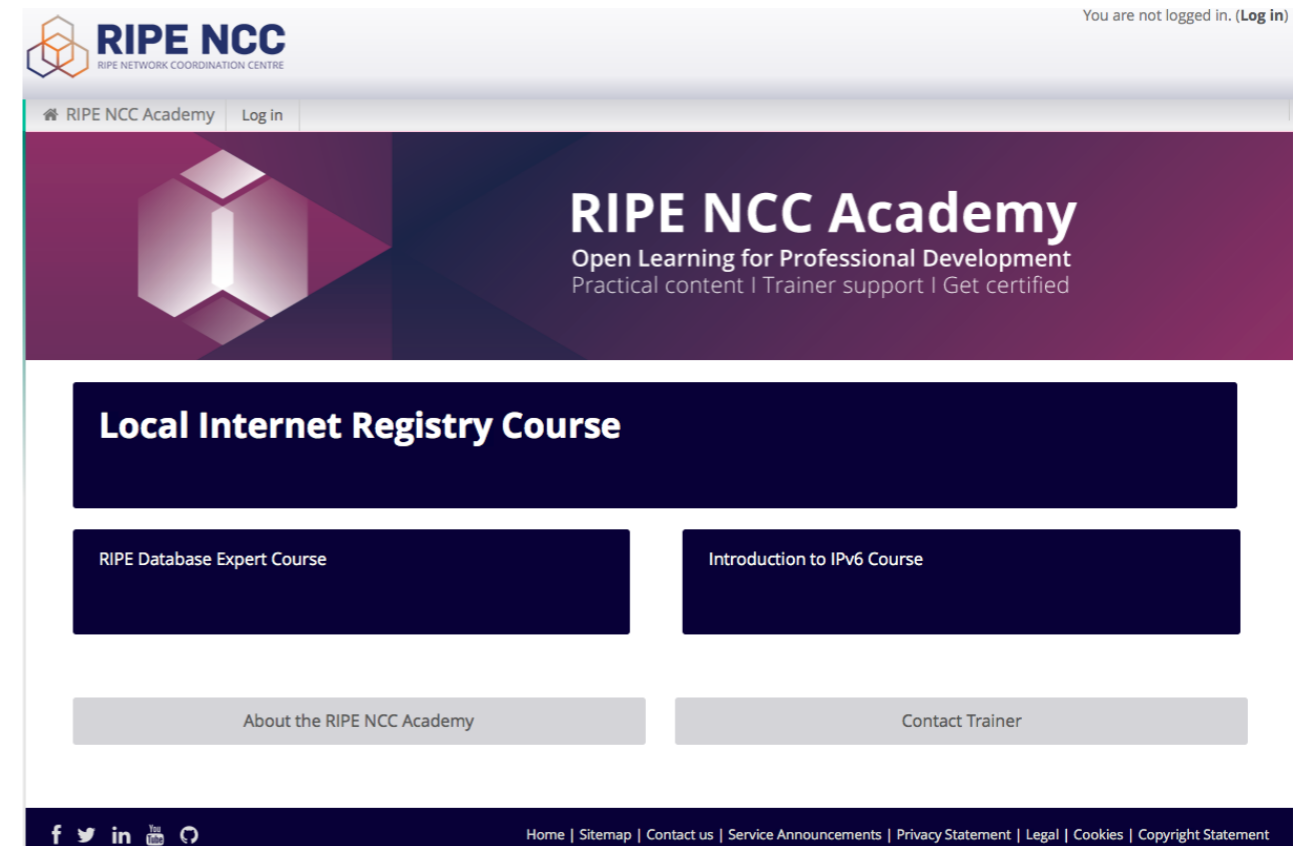 You are not logged in. (Log in)
RIPE NCC
RIPE NETWORK COORDINATION CENTRE
RIPE NCC Academy Log in
RIPE NCC Academy
Open Learning for Professional Development
Practical content | Trainer support | Get certified
Local Internet Registry Course
RIPE Database Expert Course
Introduction to IPv6 Course
About the RIPE NCC Academy
Contact Trainer
f in You Tube
Home | Sitemap | Contact us | Service Announcements | Privacy Statement | Legal | Cookies | Copyright Statement